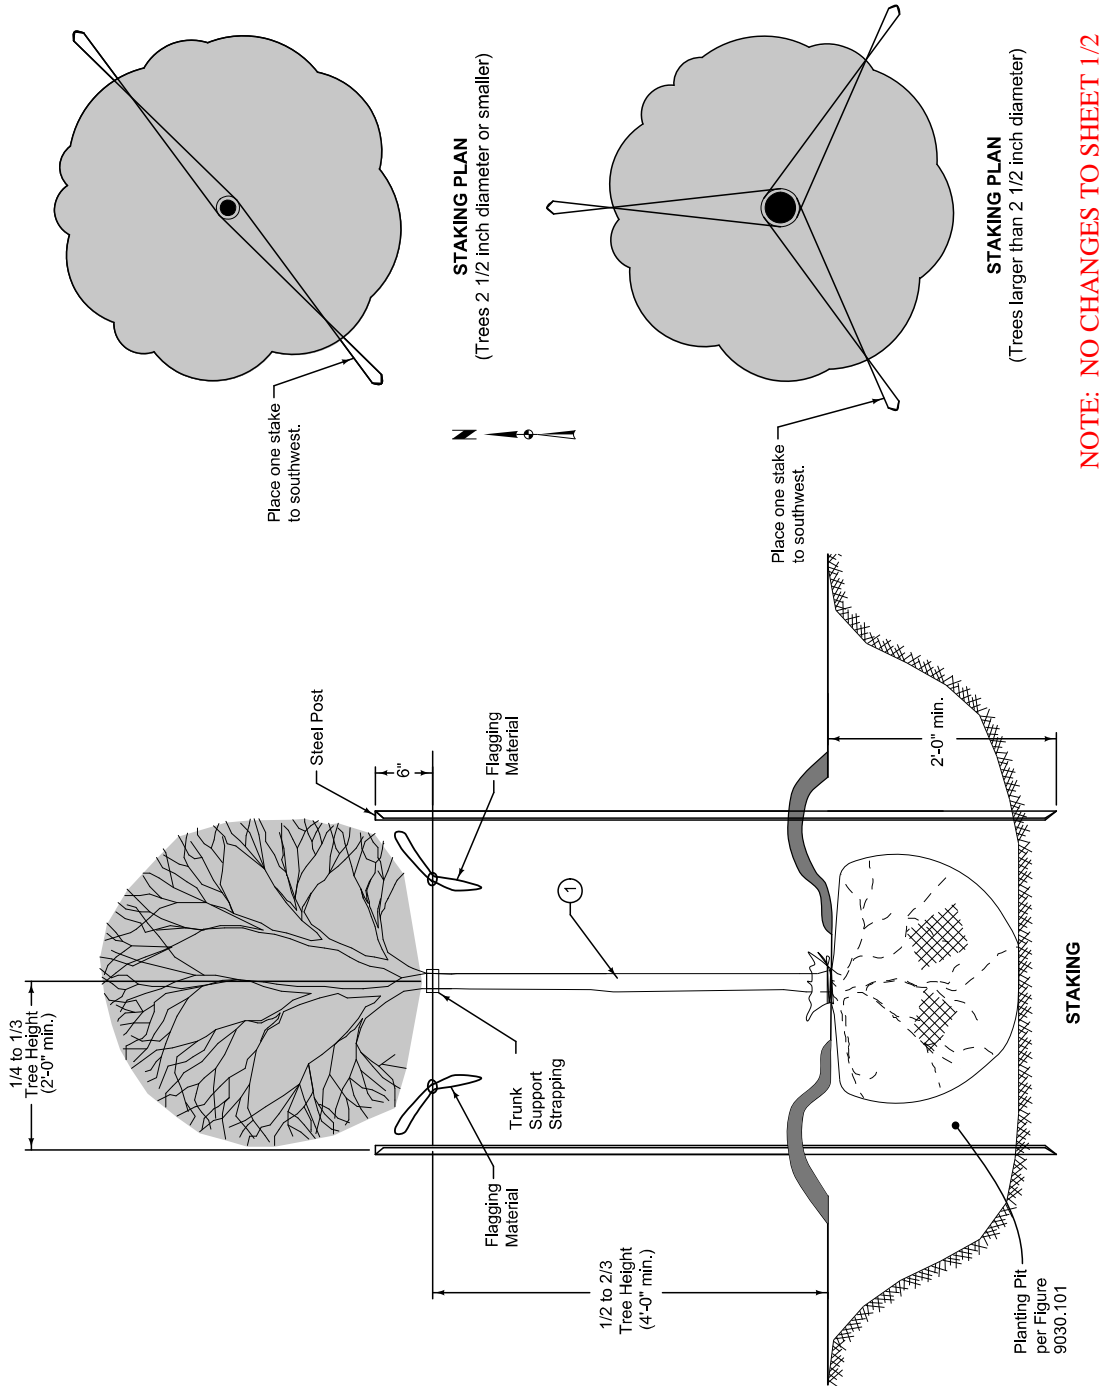 1/4 to 1/3
Tree Height
(2'-0" min.)
Steel Post
6"
Flagging
Material
Flagging
Material
Trunk
Support
Strapping
1
1/2 to 2/3
Tree Height
(4'-0" min.)
2'-0" min.
Planting Pit
per Figure
9030.101
STAKING
Place one stake
to southwest.
STAKING PLAN
(Trees 2 1/2 inch diameter or smaller)
N
Place one stake
to southwest.
STAKING PLAN
(Trees larger than 2 1/2 inch diameter)
NOTE: NO CHANGES TO SHEET 1/2